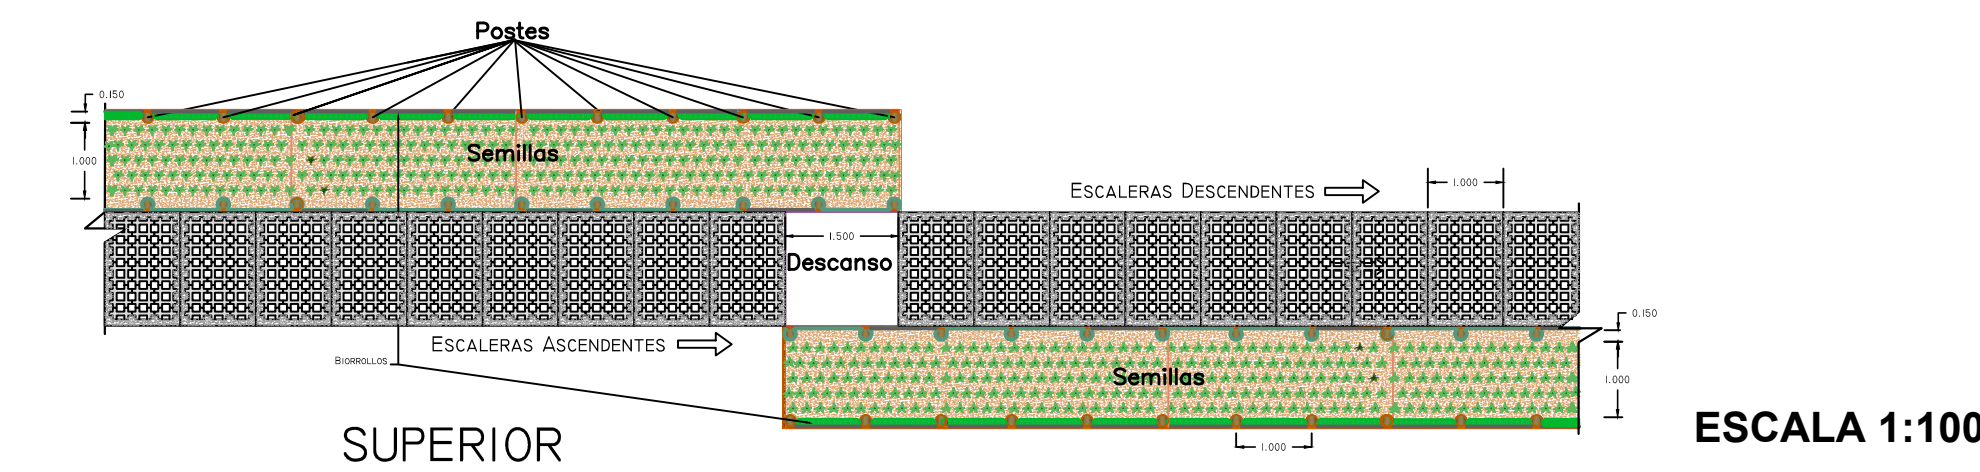 Postes
0.150
1.000
Semillas
ESCALERAS DESCENDENTES
1.000
1.500
Descanso
0.150
ESCALERAS ASCENDENTES
BIORROLLOS
Semillas
1.000
SUPERIOR
1.000
ESCALA 1:100